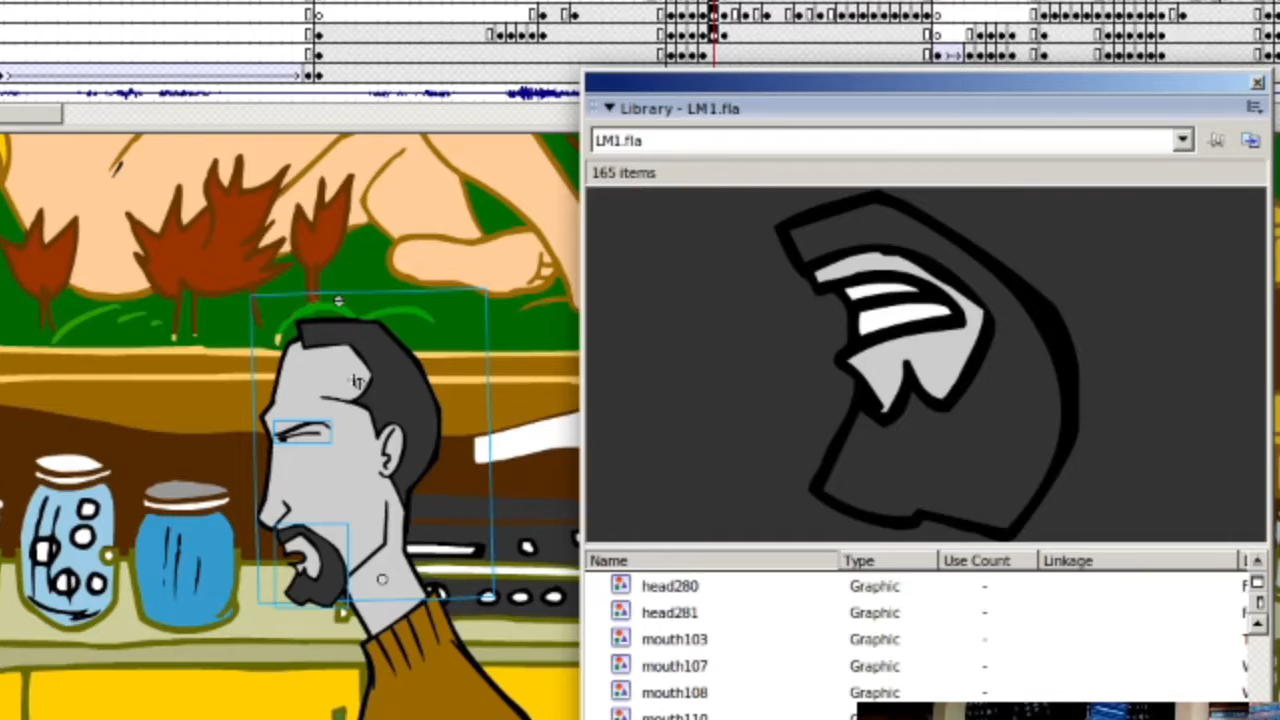 Library - LM1.fla
LM1.fla
165 items
Name Type Use Count Linkage
head280 Graphic -
head281 Graphic -
mouth103 Graphic -
mouth107 Graphic -
mouth108 Graphic -
mouth110